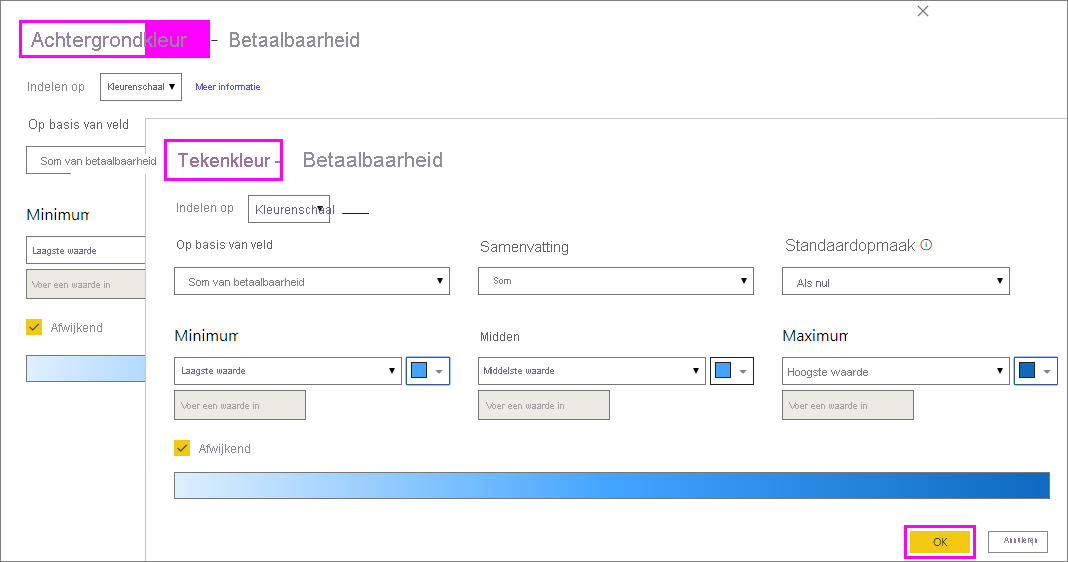 Achtergrondkleur - Betaalbaarheid
Indelen op Kleurenschaal Meer informatie
Op basis van veld
Som van betaalbaarheid
Minimum
Laagste waarde
Voer een waarde in
Afwijkend
Tekenkleur - Betaalbaarheid
Indelen op Kleurenschaal
Op basis van veld Samenvatting Standaardopmaak
Som van betaalbaarheid Som Als nul
Minimum Midden Maximum
Laagste waarde Middelste waarde Hoogste waarde
Voer een waarde in Voer een waarde in Voer een waarde in
Afwijkend
OK Annuleren